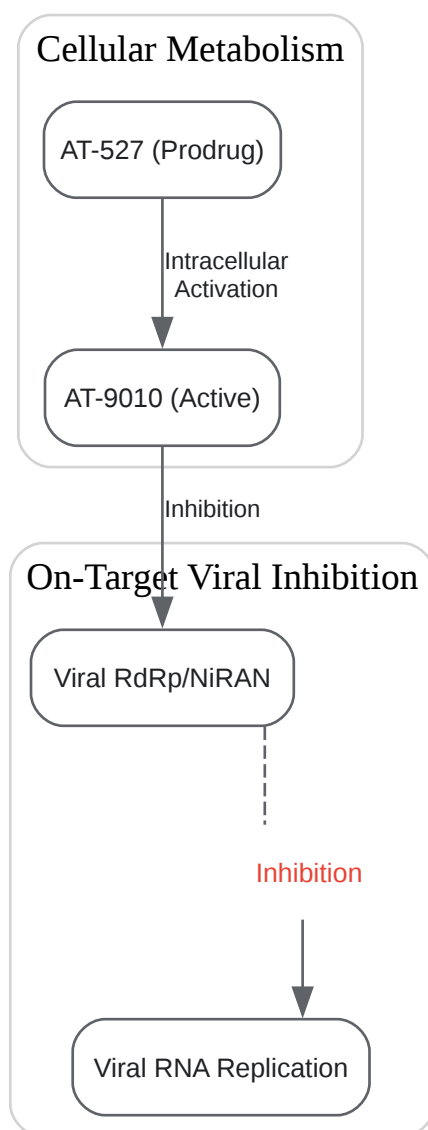 Cellular Metabolism
AT-527 (Prodrug)
Intracellular
Activation
AT-9010 (Active)
Inhibition
On-Target Viral Inhibition
Viral RdRp/NiRAN
Inhibition
Viral RNA Replication